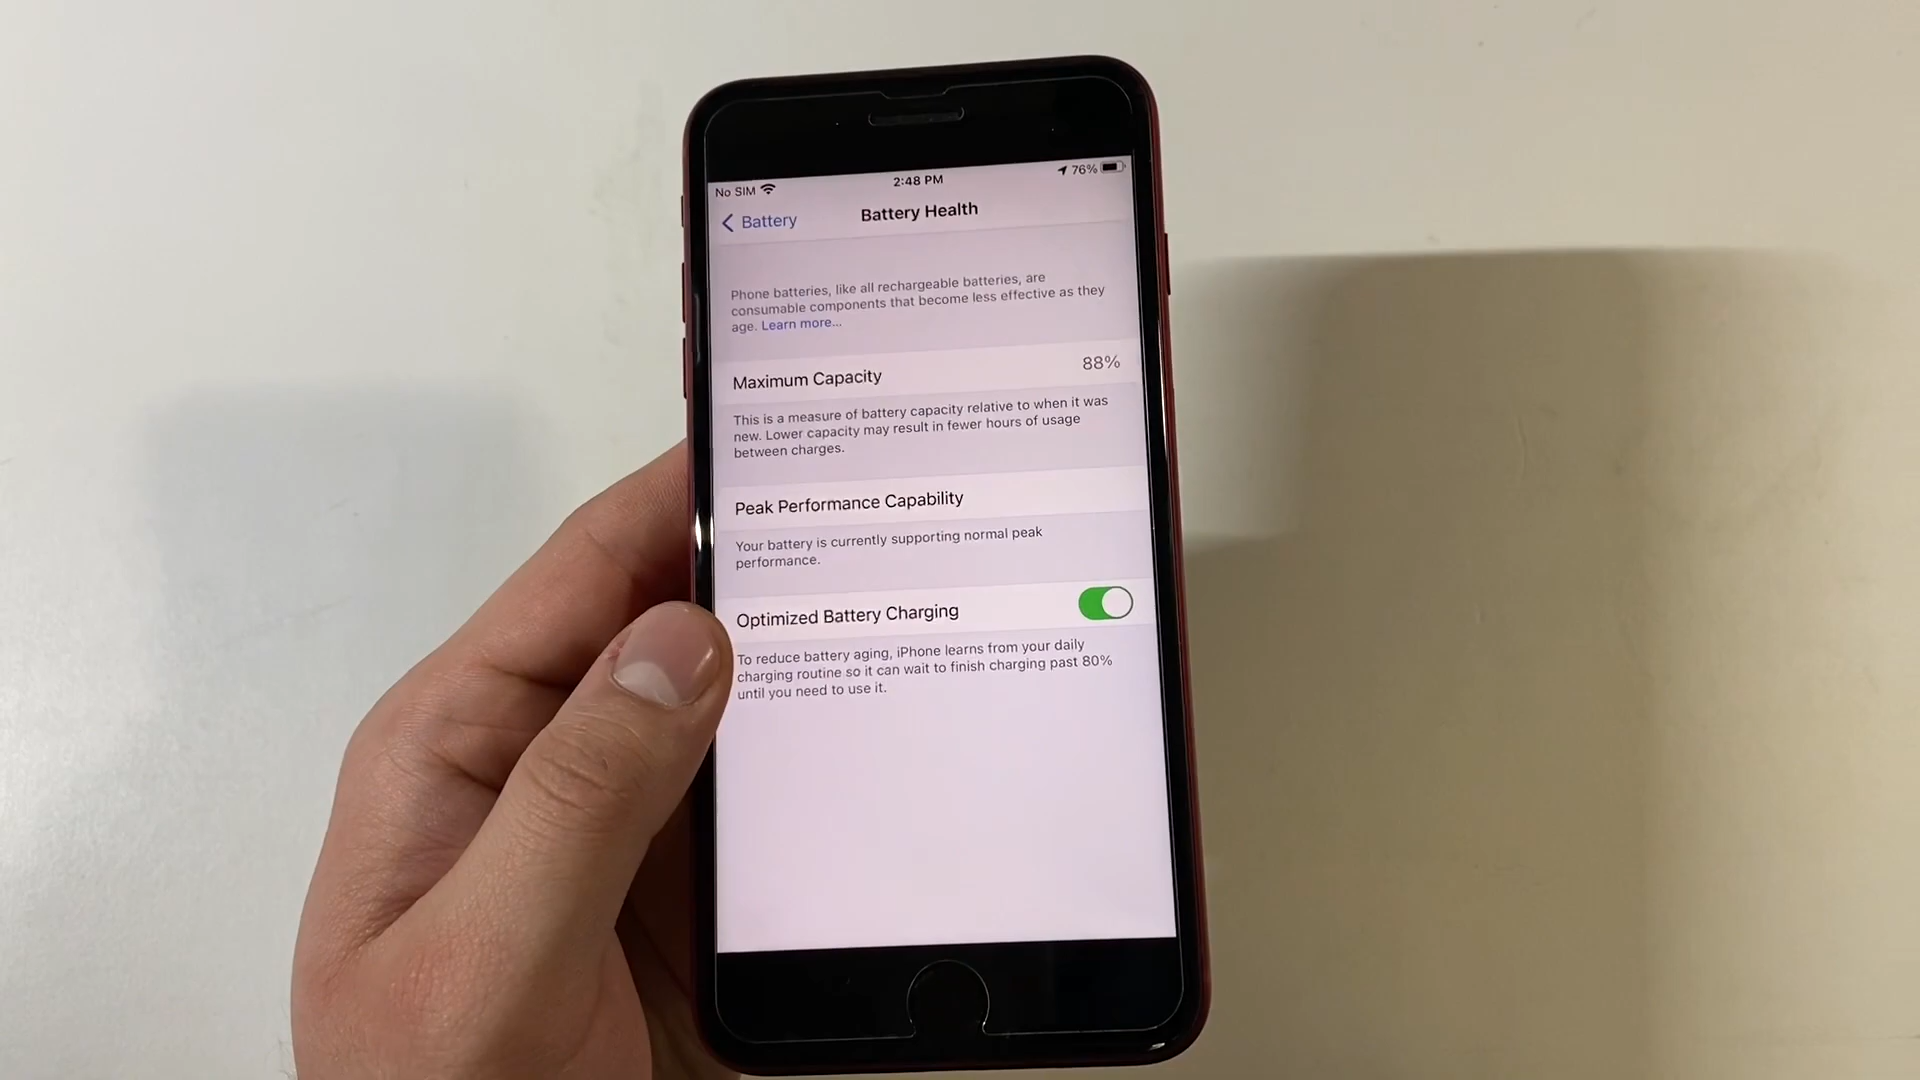 No SIM 2:48 PM 76%
Battery Battery Health
Phone batteries, like all rechargeable batteries, are
consumable components that become less effective as they
age. Learn more...
Maximum Capacity 88%
This is a measure of battery capacity relative to when it was
new. Lower capacity may result in fewer hours of usage
between charges.
Peak Performance Capability
Your battery is currently supporting normal peak
performance.
Optimized Battery Charging
To reduce battery aging, iPhone learns from your daily
charging routine so it can wait to finish charging past 80%
until you need to use it.